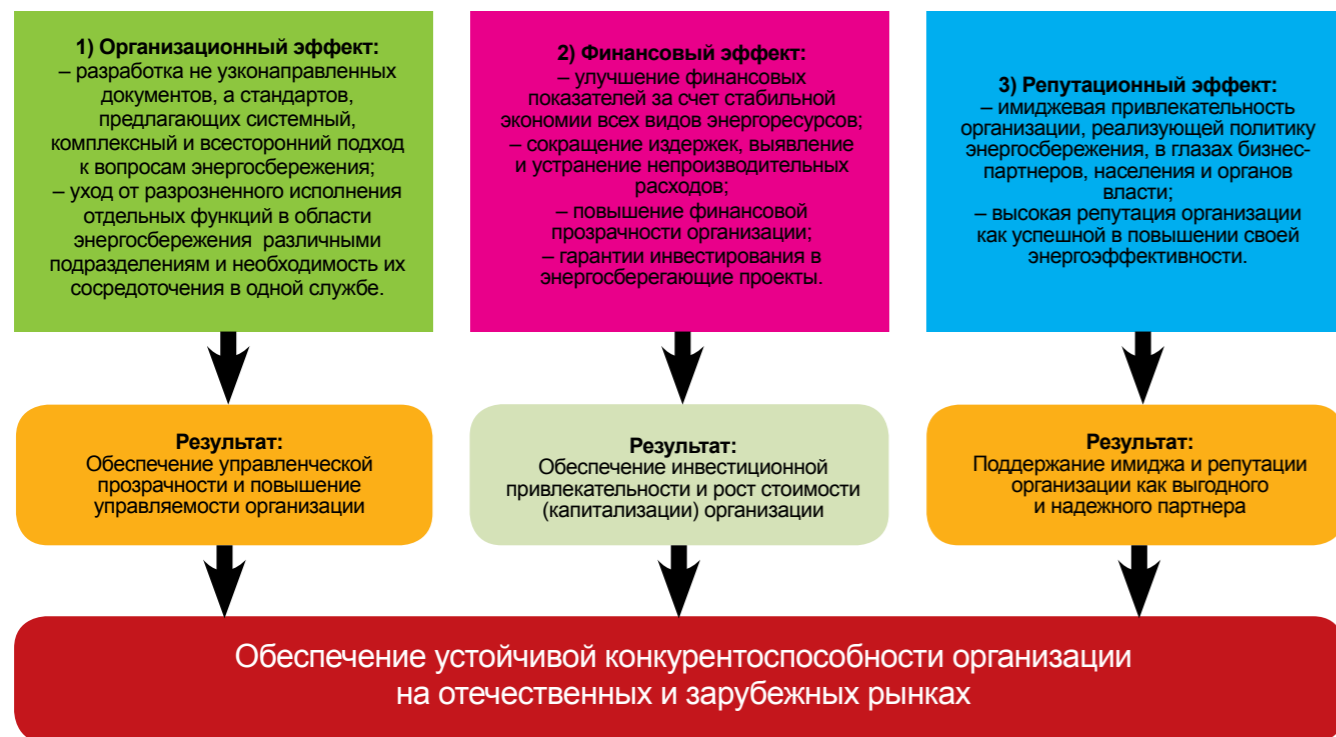 1) Организационный эффект:
– разработка не узконаправленных
документов, а стандартов,
предлагающих системный,
комплексный и всесторонний подход
к вопросам энергосбережения;
– уход от разрозненного исполнения
отдельных функций в области
энергосбережения различными
подразделениям и необходимость их
сосредоточения в одной службе.
2) Финансовый эффект:
– улучшение финансовых
показателей за счет стабильной
экономии всех видов энергоресурсов;
– сокращение издержек, выявление
и устранение непроизводительных
расходов;
– повышение финансовой
прозрачности организации;
– гарантии инвестирования в
энергосберегающие проекты.
3) Репутационный эффект:
– имиджевая привлекательность
организации, реализующей политику
энергосбережения, в глазах бизнес-
партнеров, населения и органов
власти;
– высокая репутация организации
как успешной в повышении своей
энергоэффективности.
Результат:
Обеспечение управленческой
прозрачности и повышение
управляемости организации
Результат:
Обеспечение инвестиционной
привлекательности и рост стоимости
(капитализации) организации
Результат:
Поддержание имиджа и репутации
организации как выгодного
и надежного партнера
Обеспечение устойчивой конкурентоспособности организации
на отечественных и зарубежных рынках